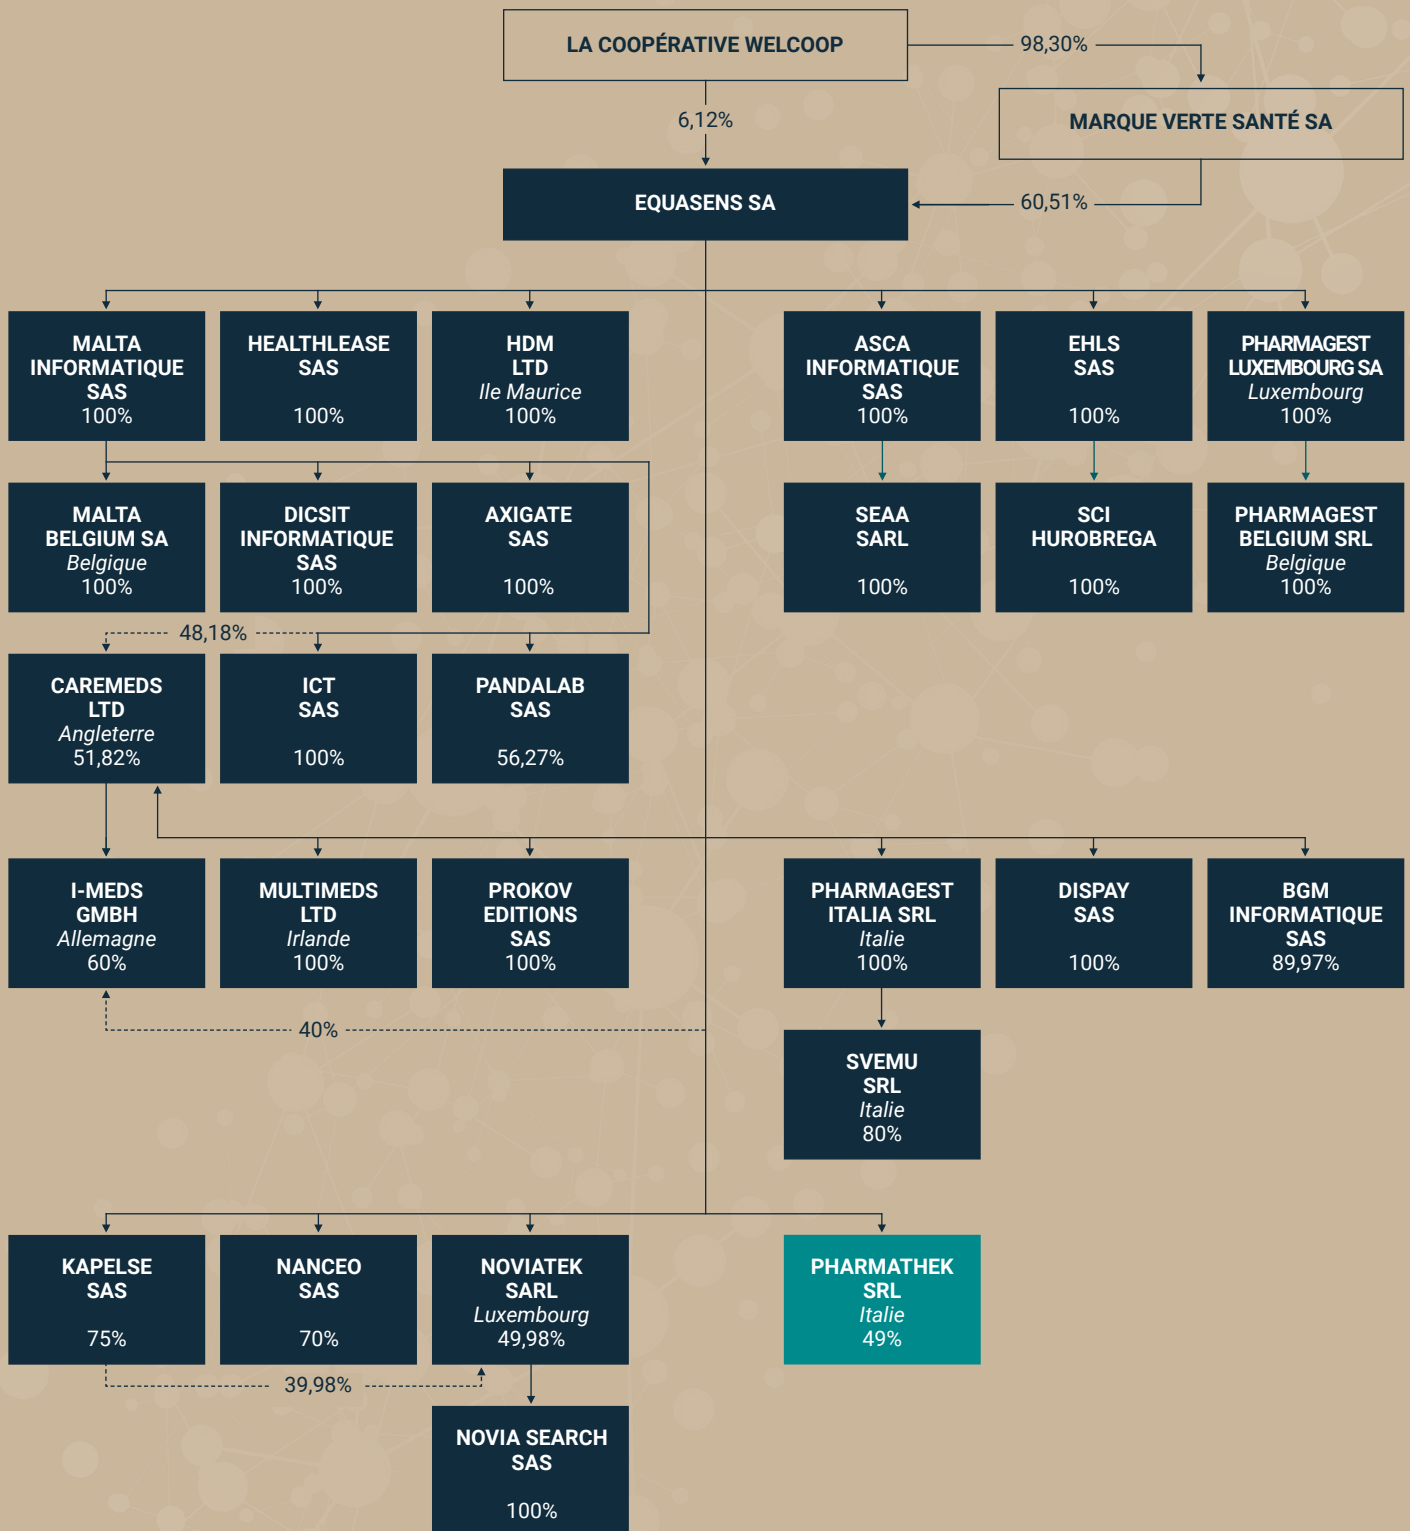 LA COOPÉRATIVE WELCOOP
98,30%
6,12%
MARQUE VERTE SANTÉ SA
EQUASENS SA
60,51%
MALTA
INFORMATIQUE
SAS
100%
HEALTHLEASE
SAS
100%
HDM
LTD
Ile Maurice
100%
ASCA
INFORMATIQUE
SAS
100%
EHLS
SAS
100%
PHARMAGEST
LUXEMBOURG SA
Luxembourg
100%
MALTA
BELGIUM SA
Belgique
100%
DICSIT
INFORMATIQUE
SAS
100%
AXIGATE
SAS
100%
SEAA
SARL
100%
SCI
HUROBREGA
100%
PHARMAGEST
BELGIUM SRL
Belgique
100%
48,18%
CAREMEDS
LTD
Angleterre
51,82%
ICT
SAS
100%
PANDALAB
SAS
56,27%
I-MEDS
GMBH
Allemagne
60%
MULTIMEDS
LTD
Irlande
100%
PROKOV
EDITIONS
SAS
100%
PHARMAGEST
ITALIA SRL
Italie
100%
DISPAY
SAS
100%
BGM
INFORMATIQUE
SAS
89,97%
40%
SVEMU
SRL
Italie
80%
KAPELSE
SAS
75%
NANCEO
SAS
70%
NOVIATEK
SARL
Luxembourg
49,98%
PHARMATHEK
SRL
Italie
49%
39,98%
NOVIA SEARCH
SAS
100%